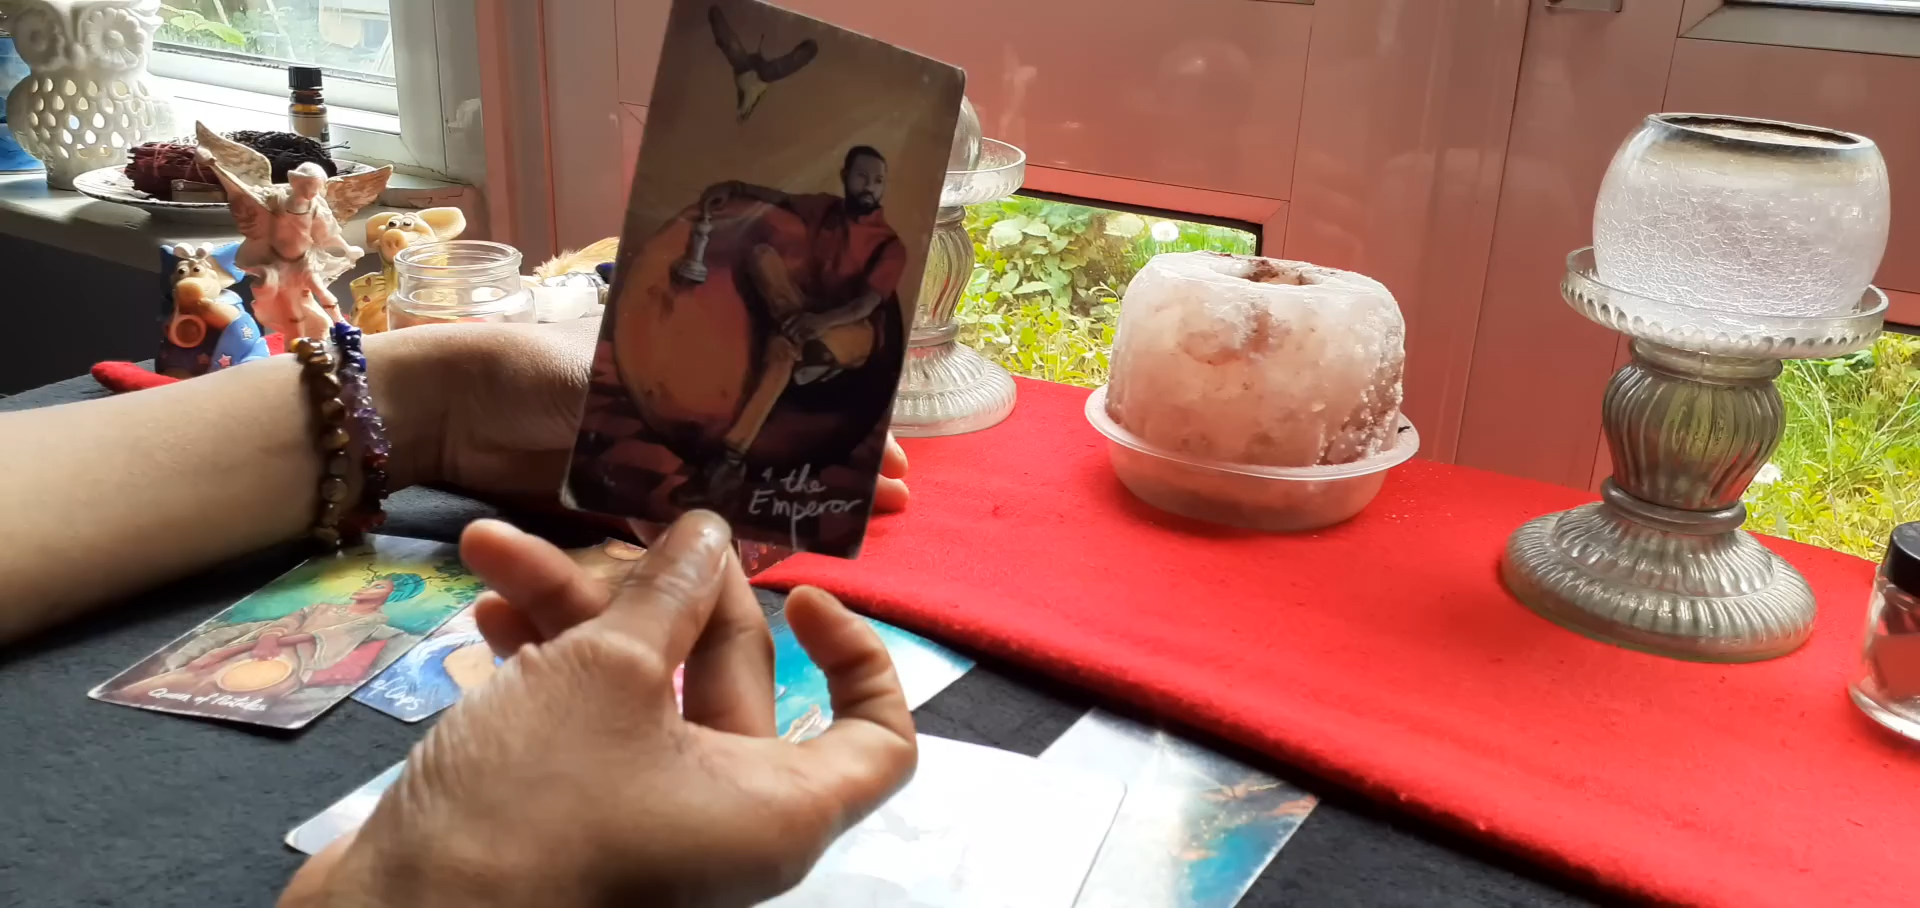 4 the
Emperor
Queen of Pentacles
of Cups